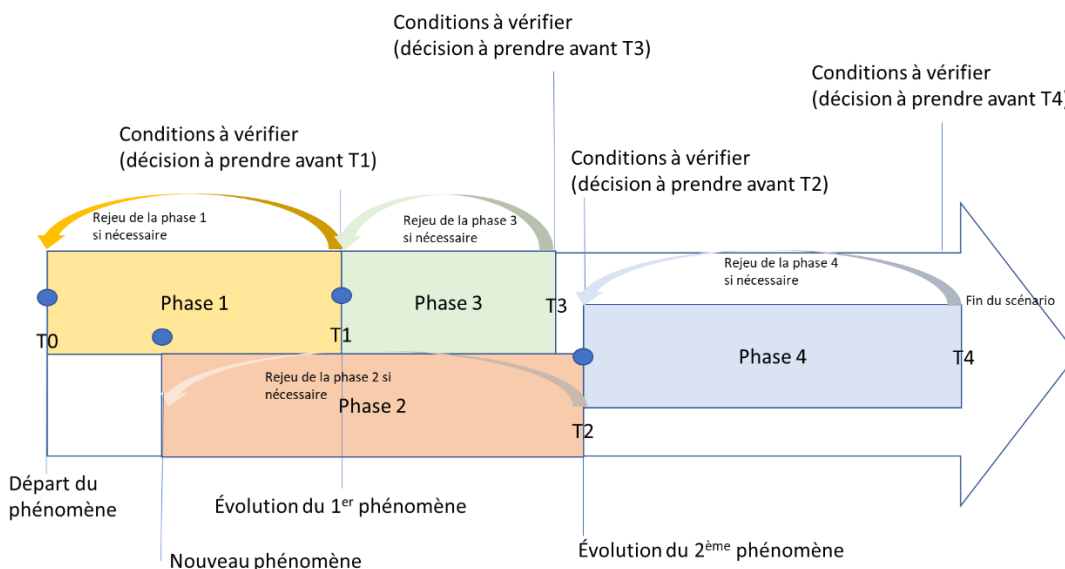 Conditions à vérifier
(décision à prendre avant T3)
Conditions à vérifier
(décision à prendre avant T4)
Conditions à vérifier
(décision à prendre avant T1)
Conditions à vérifier
(décision à prendre avant T2)
Rejeu de la phase 1
si nécessaire
Rejeu de la phase 3
si nécessaire
Rejeu de la phase 4
si nécessaire
Phase 1
Phase 3
T3
Fin du scénario
T0
T1
Phase 4
T4
Rejeu de la phase 2 si
nécessaire
Phase 2
T2
Départ du
phénomène
Évolution du 1er phénomène
Évolution du 2ème phénomène
Nouveau phénomène